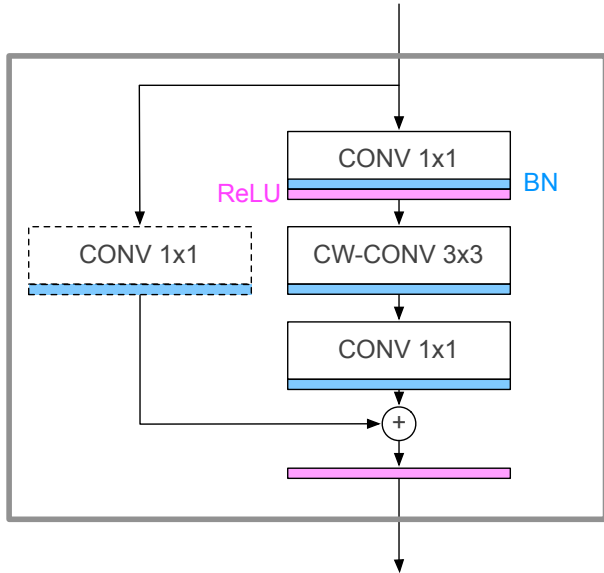 CONV 1x1
BN
ReLU
CONV 1x1
CW-CONV 3x3
CONV 1x1
+